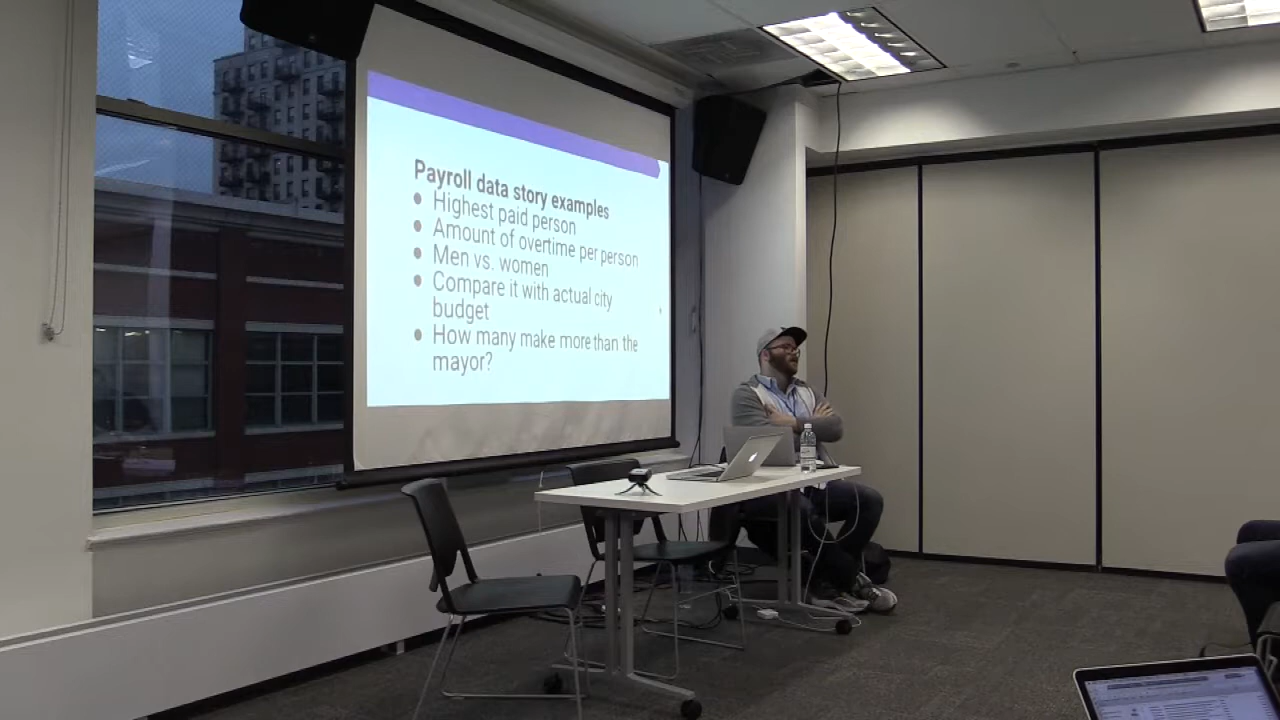 Payroll data story examples
● Highest paid person
● Amount of overtime per person
● Men vs. women
● Compare it with actual city
budget
● How many make more than the
mayor?